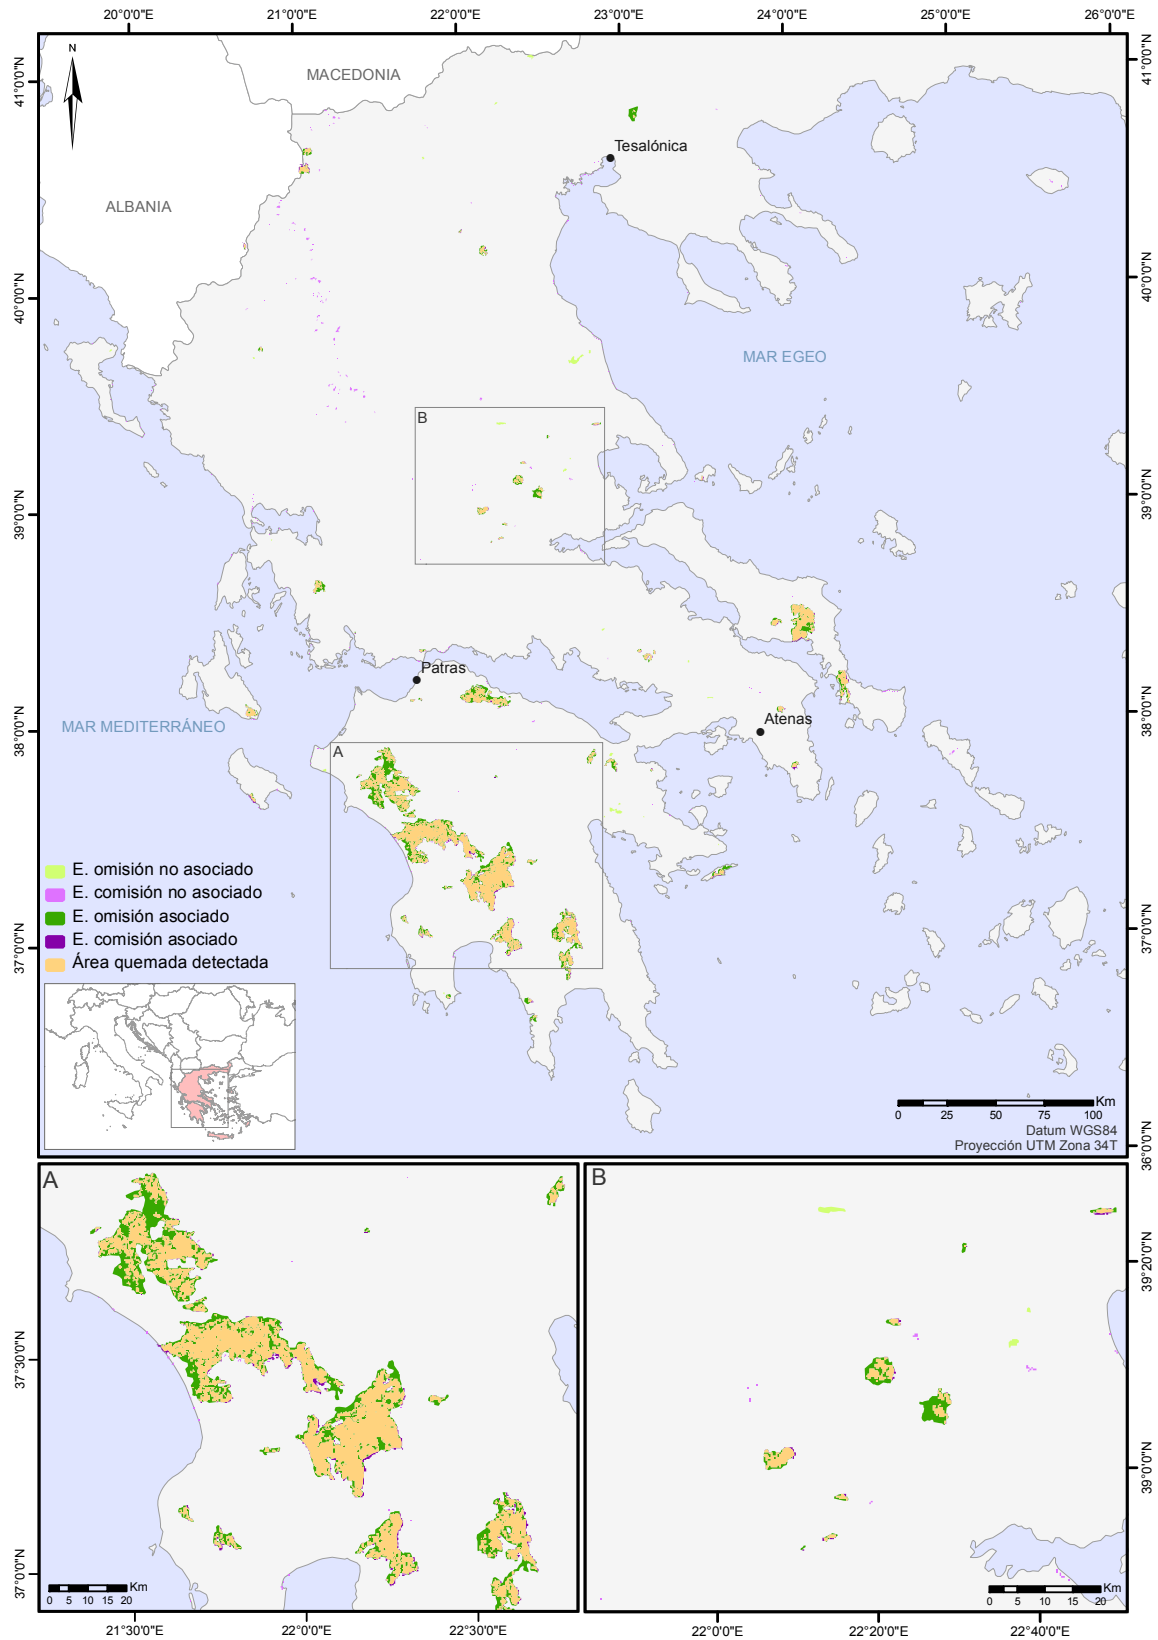 20°0'0"E 21°0'0"E 22°0'0"E 23°0'0"E 24°0'0"E 25°0'0"E 26°0'0"E
N
MACEDONIA
41°0'0"N
41°0'0"N
Tesalónica
ALBANIA
40°0'0"N
40°0'0"N
MAR EGEO
B
39°0'0"N
39°0'0"N
Patras
MAR MEDITERRÁNEO
38°0'0"N
38°0'0"N
Atenas
A
E. omisión no asociado
E. comisión no asociado
E. omisión asociado
E. comisión asociado
Área quemada detectada
37°0'0"N
37°0'0"N
Km
0 25 50 75 100
Datum WGS84
Proyección UTM Zona 34T
36°0'0"N
A
B
39°20'0"N
37°30'0"N
39°0'0"N
37°0'0"N
Km
0 5 10 15 20
Km
0 5 10 15 20
21°30'0"E 22°0'0"E 22°30'0"E
22°0'0"E 22°20'0"E 22°40'0"E